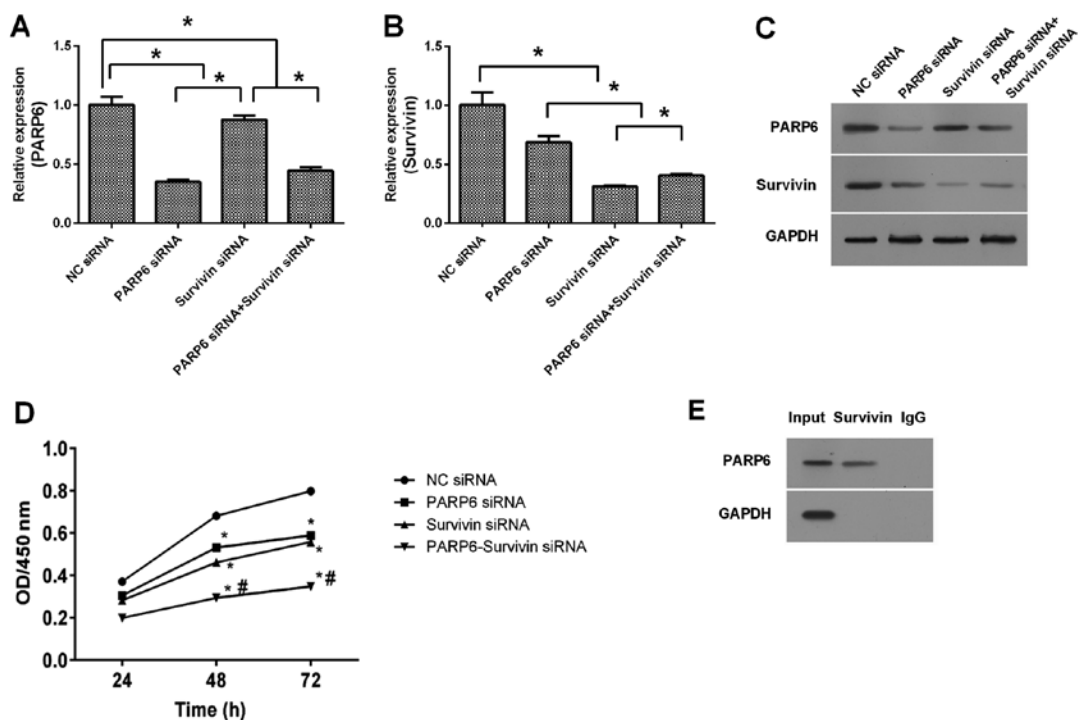 A
Relative expression
(PARP6)
1.5
1.0
0.5
0.0
*
*
*
*
NC siRNA
PARP6 siRNA
Survivin siRNA
PARP6 siRNA+Survivin siRNA
B
Relative expression
(Survivin)
1.5
1.0
0.5
0.0
*
*
*
NC siRNA
PARP6 siRNA
Survivin siRNA
PARP6 siRNA+Survivin siRNA
C
NC siRNA
PARP6 siRNA
Survivin siRNA
PARP6 siRNA+
Survivin siRNA
PARP6
Survivin
GAPDH
D
OD/450 nm
1.0
0.8
0.6
0.4
0.2
0.0
*
*
*
*
* #
* #
24
48
72
Time (h)
NC siRNA
PARP6 siRNA
Survivin siRNA
PARP6-Survivin siRNA
E
Input Survivin IgG
PARP6
GAPDH